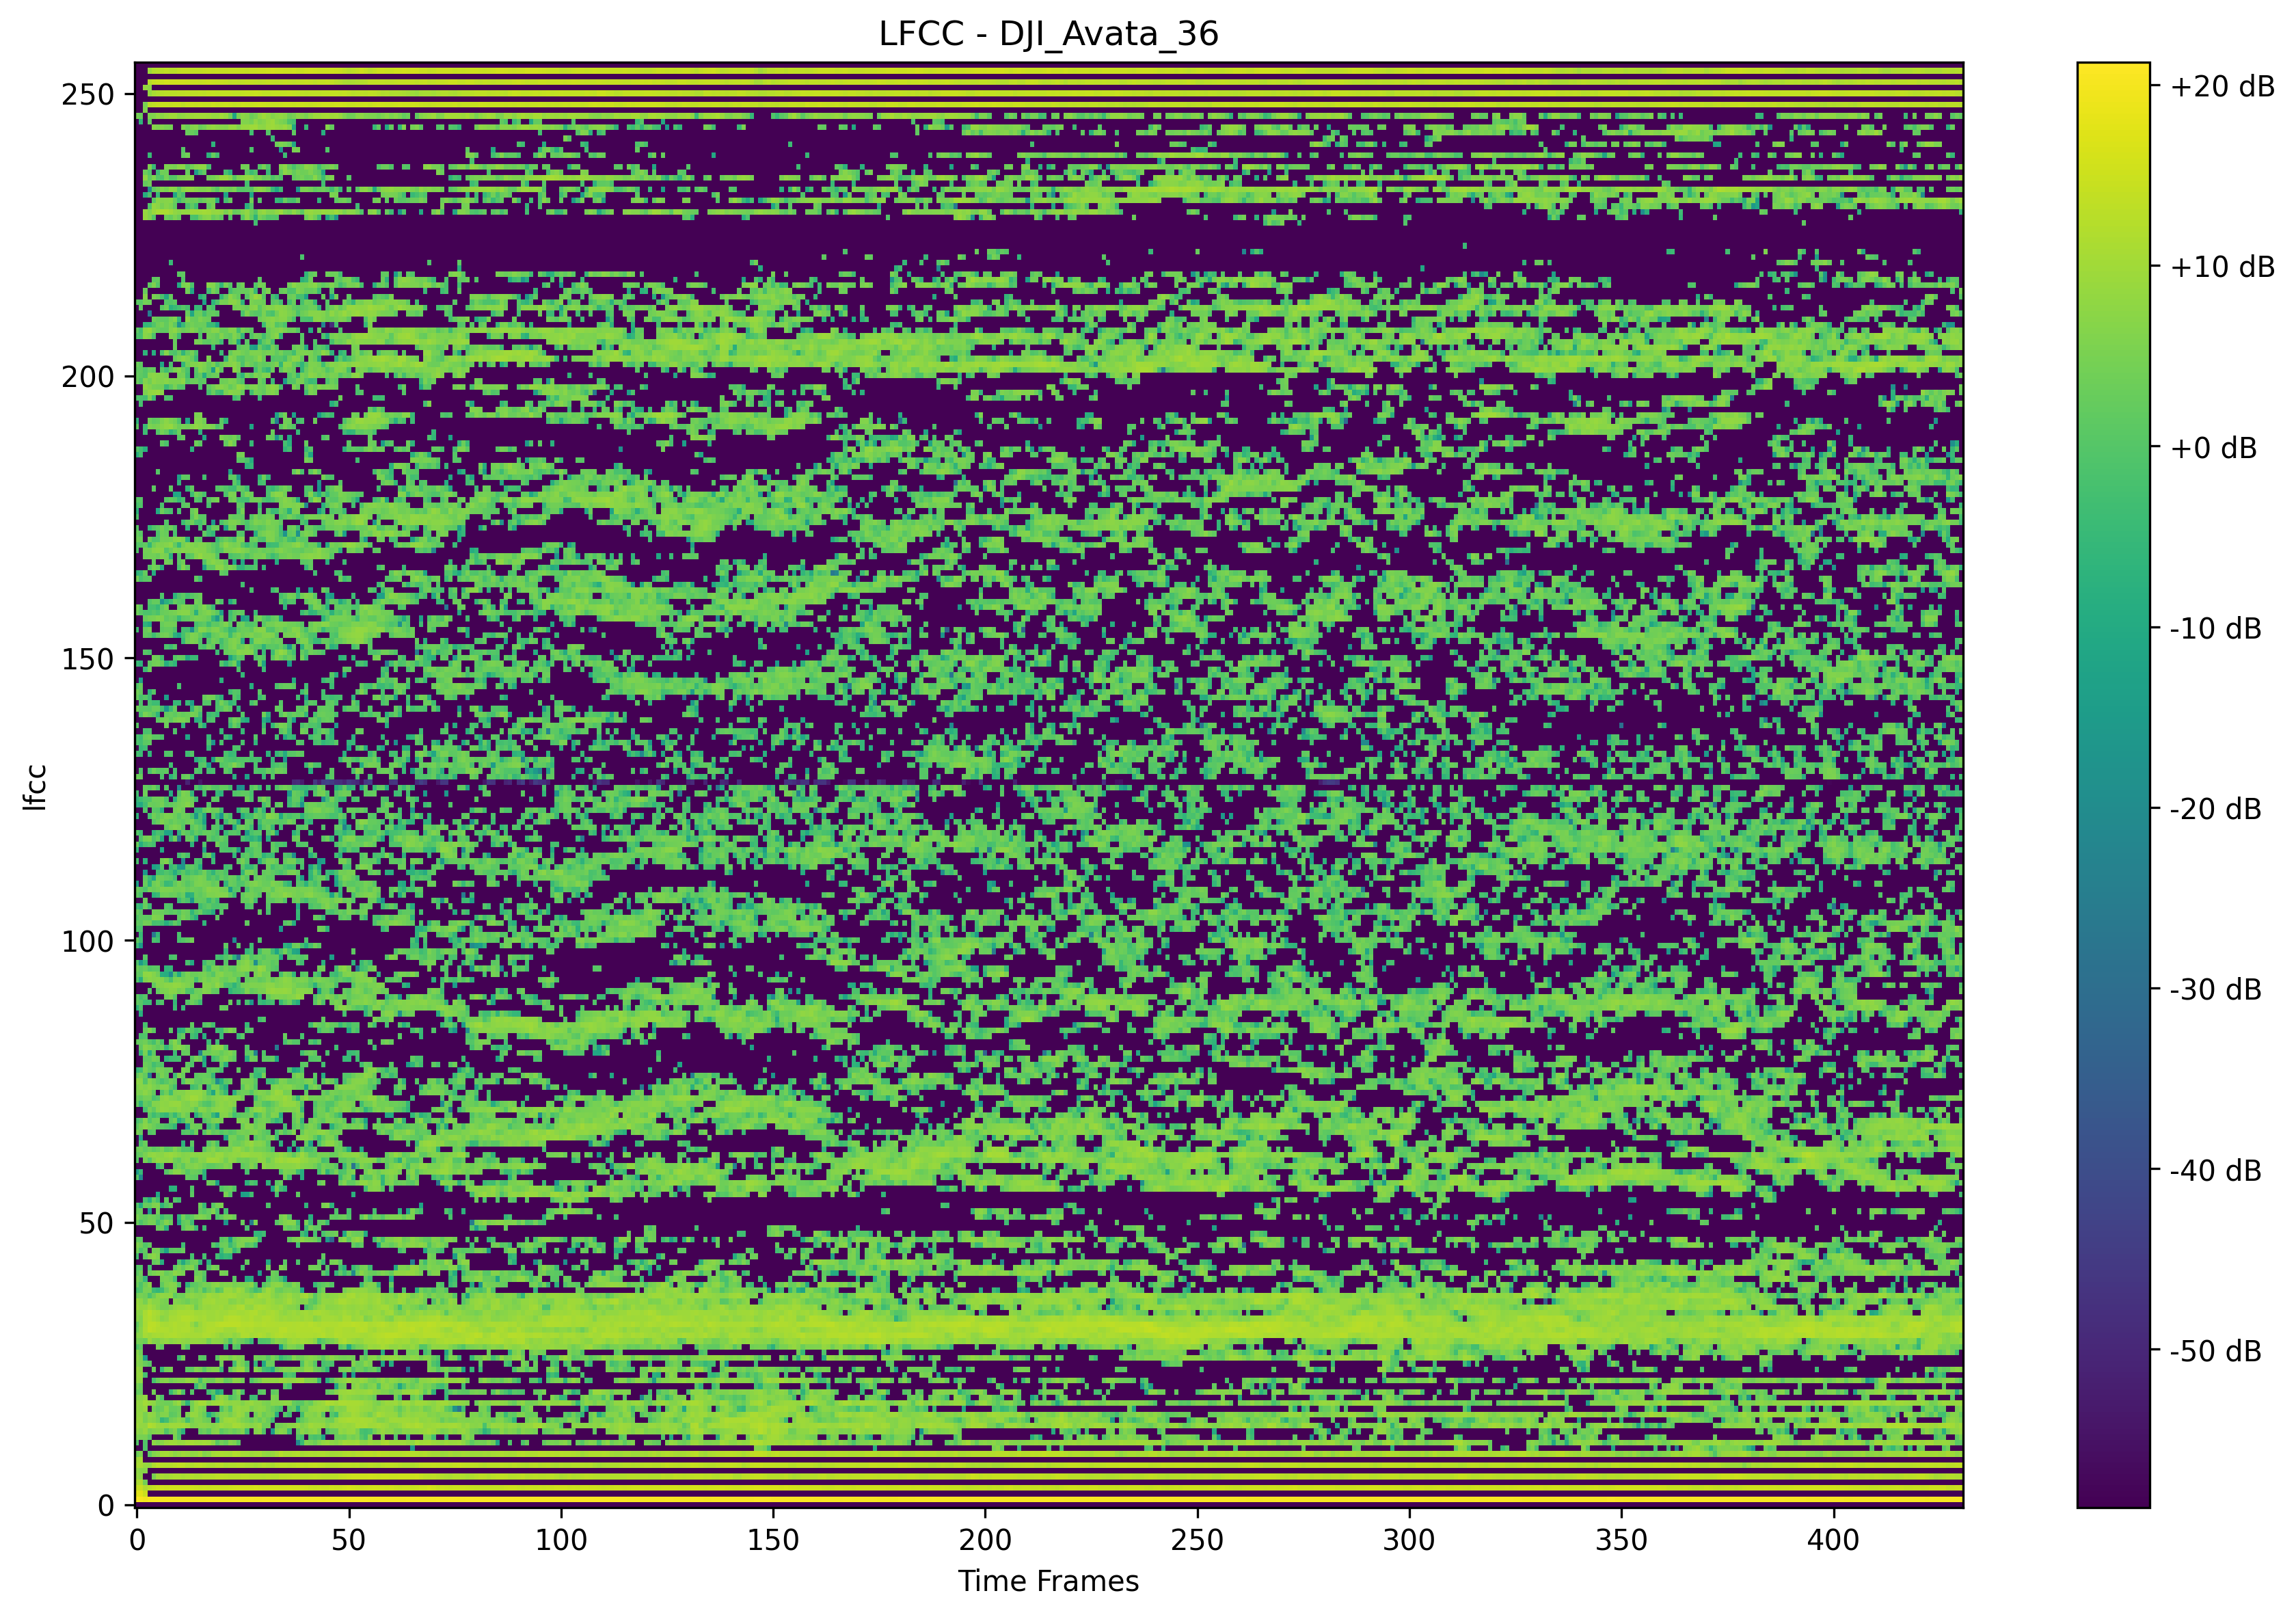 LFCC - DJI_Avata_36
250
200
150
100
50
0
lfcc
0 50 100 150 200 250 300 350 400
Time Frames
+20 dB
+10 dB
+0 dB
-10 dB
-20 dB
-30 dB
-40 dB
-50 dB